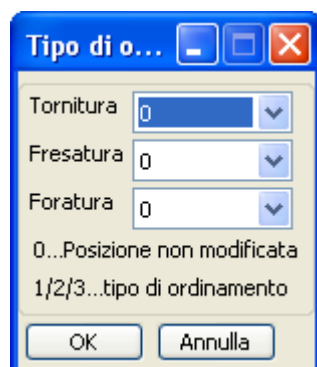 Tipo di o...
Tornitura 0
Fresatura 0
Foratura 0
0...Posizione non modificata
1/2/3...tipo di ordinamento
OK Annulla